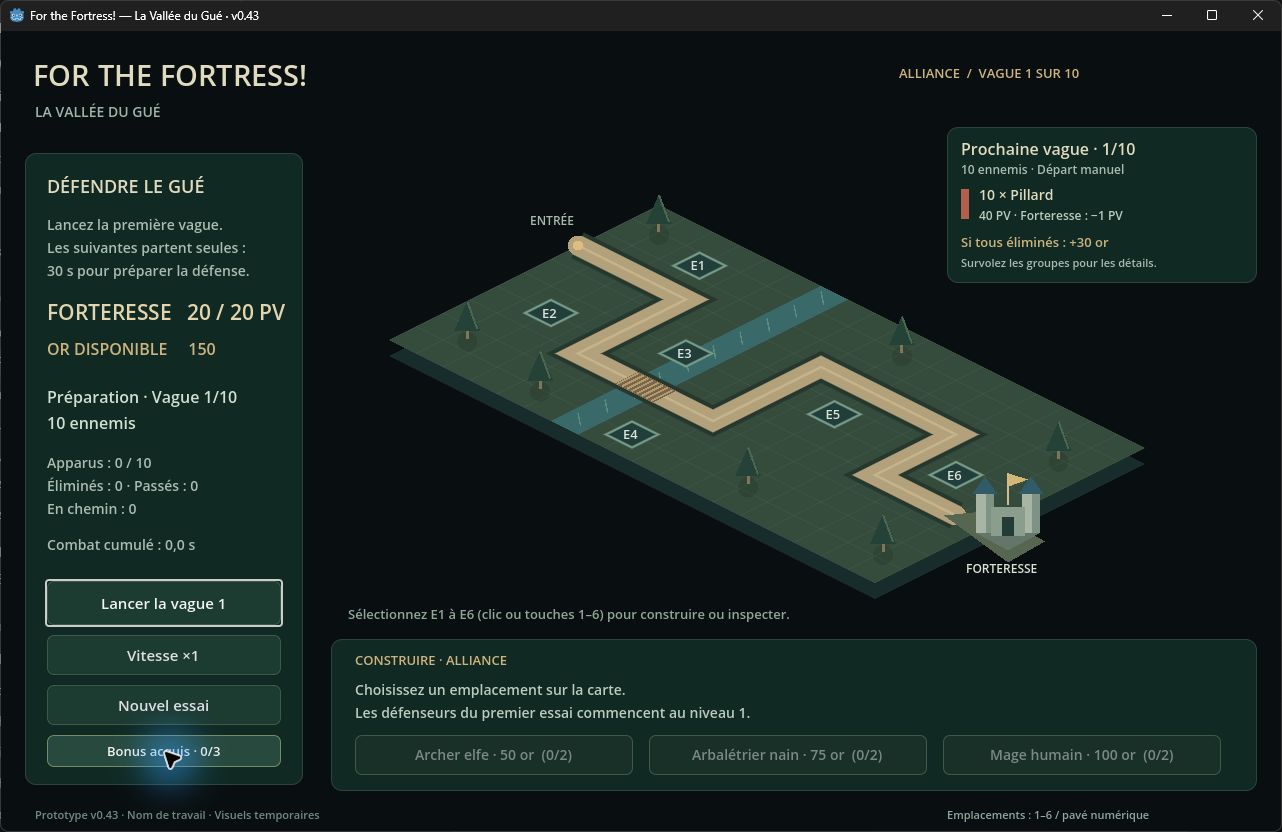 For the Fortress! — La Vallée du Gué · v0.43
FOR THE FORTRESS!
LA VALLÉE DU GUÉ
ALLIANCE / VAGUE 1 SUR 10
DÉFENDRE LE GUÉ
Lancez la première vague.
Les suivantes partent seules :
30 s pour préparer la défense.
FORTERESSE 20 / 20 PV
OR DISPONIBLE 150
Préparation · Vague 1/10
10 ennemis
Apparus : 0 / 10
Éliminés : 0 · Passés : 0
En chemin : 0
Combat cumulé : 0,0 s
Lancer la vague 1
Vitesse ×1
Nouvel essai
Bonus acquis · 0/3
Prochaine vague · 1/10
10 ennemis · Départ manuel
10 × Pillard
40 PV · Forteresse : −1 PV
Si tous éliminés : +30 or
Survolez les groupes pour les détails.
ENTRÉE
E1
E2
E3
E4
E5
E6
FORTERESSE
Sélectionnez E1 à E6 (clic ou touches 1–6) pour construire ou inspecter.
CONSTRUIRE · ALLIANCE
Choisissez un emplacement sur la carte.
Les défenseurs du premier essai commencent au niveau 1.
Archer elfe · 50 or (0/2)
Arbalétrier nain · 75 or (0/2)
Mage humain · 100 or (0/2)
Prototype v0.43 · Nom de travail · Visuels temporaires
Emplacements : 1–6 / pavé numérique